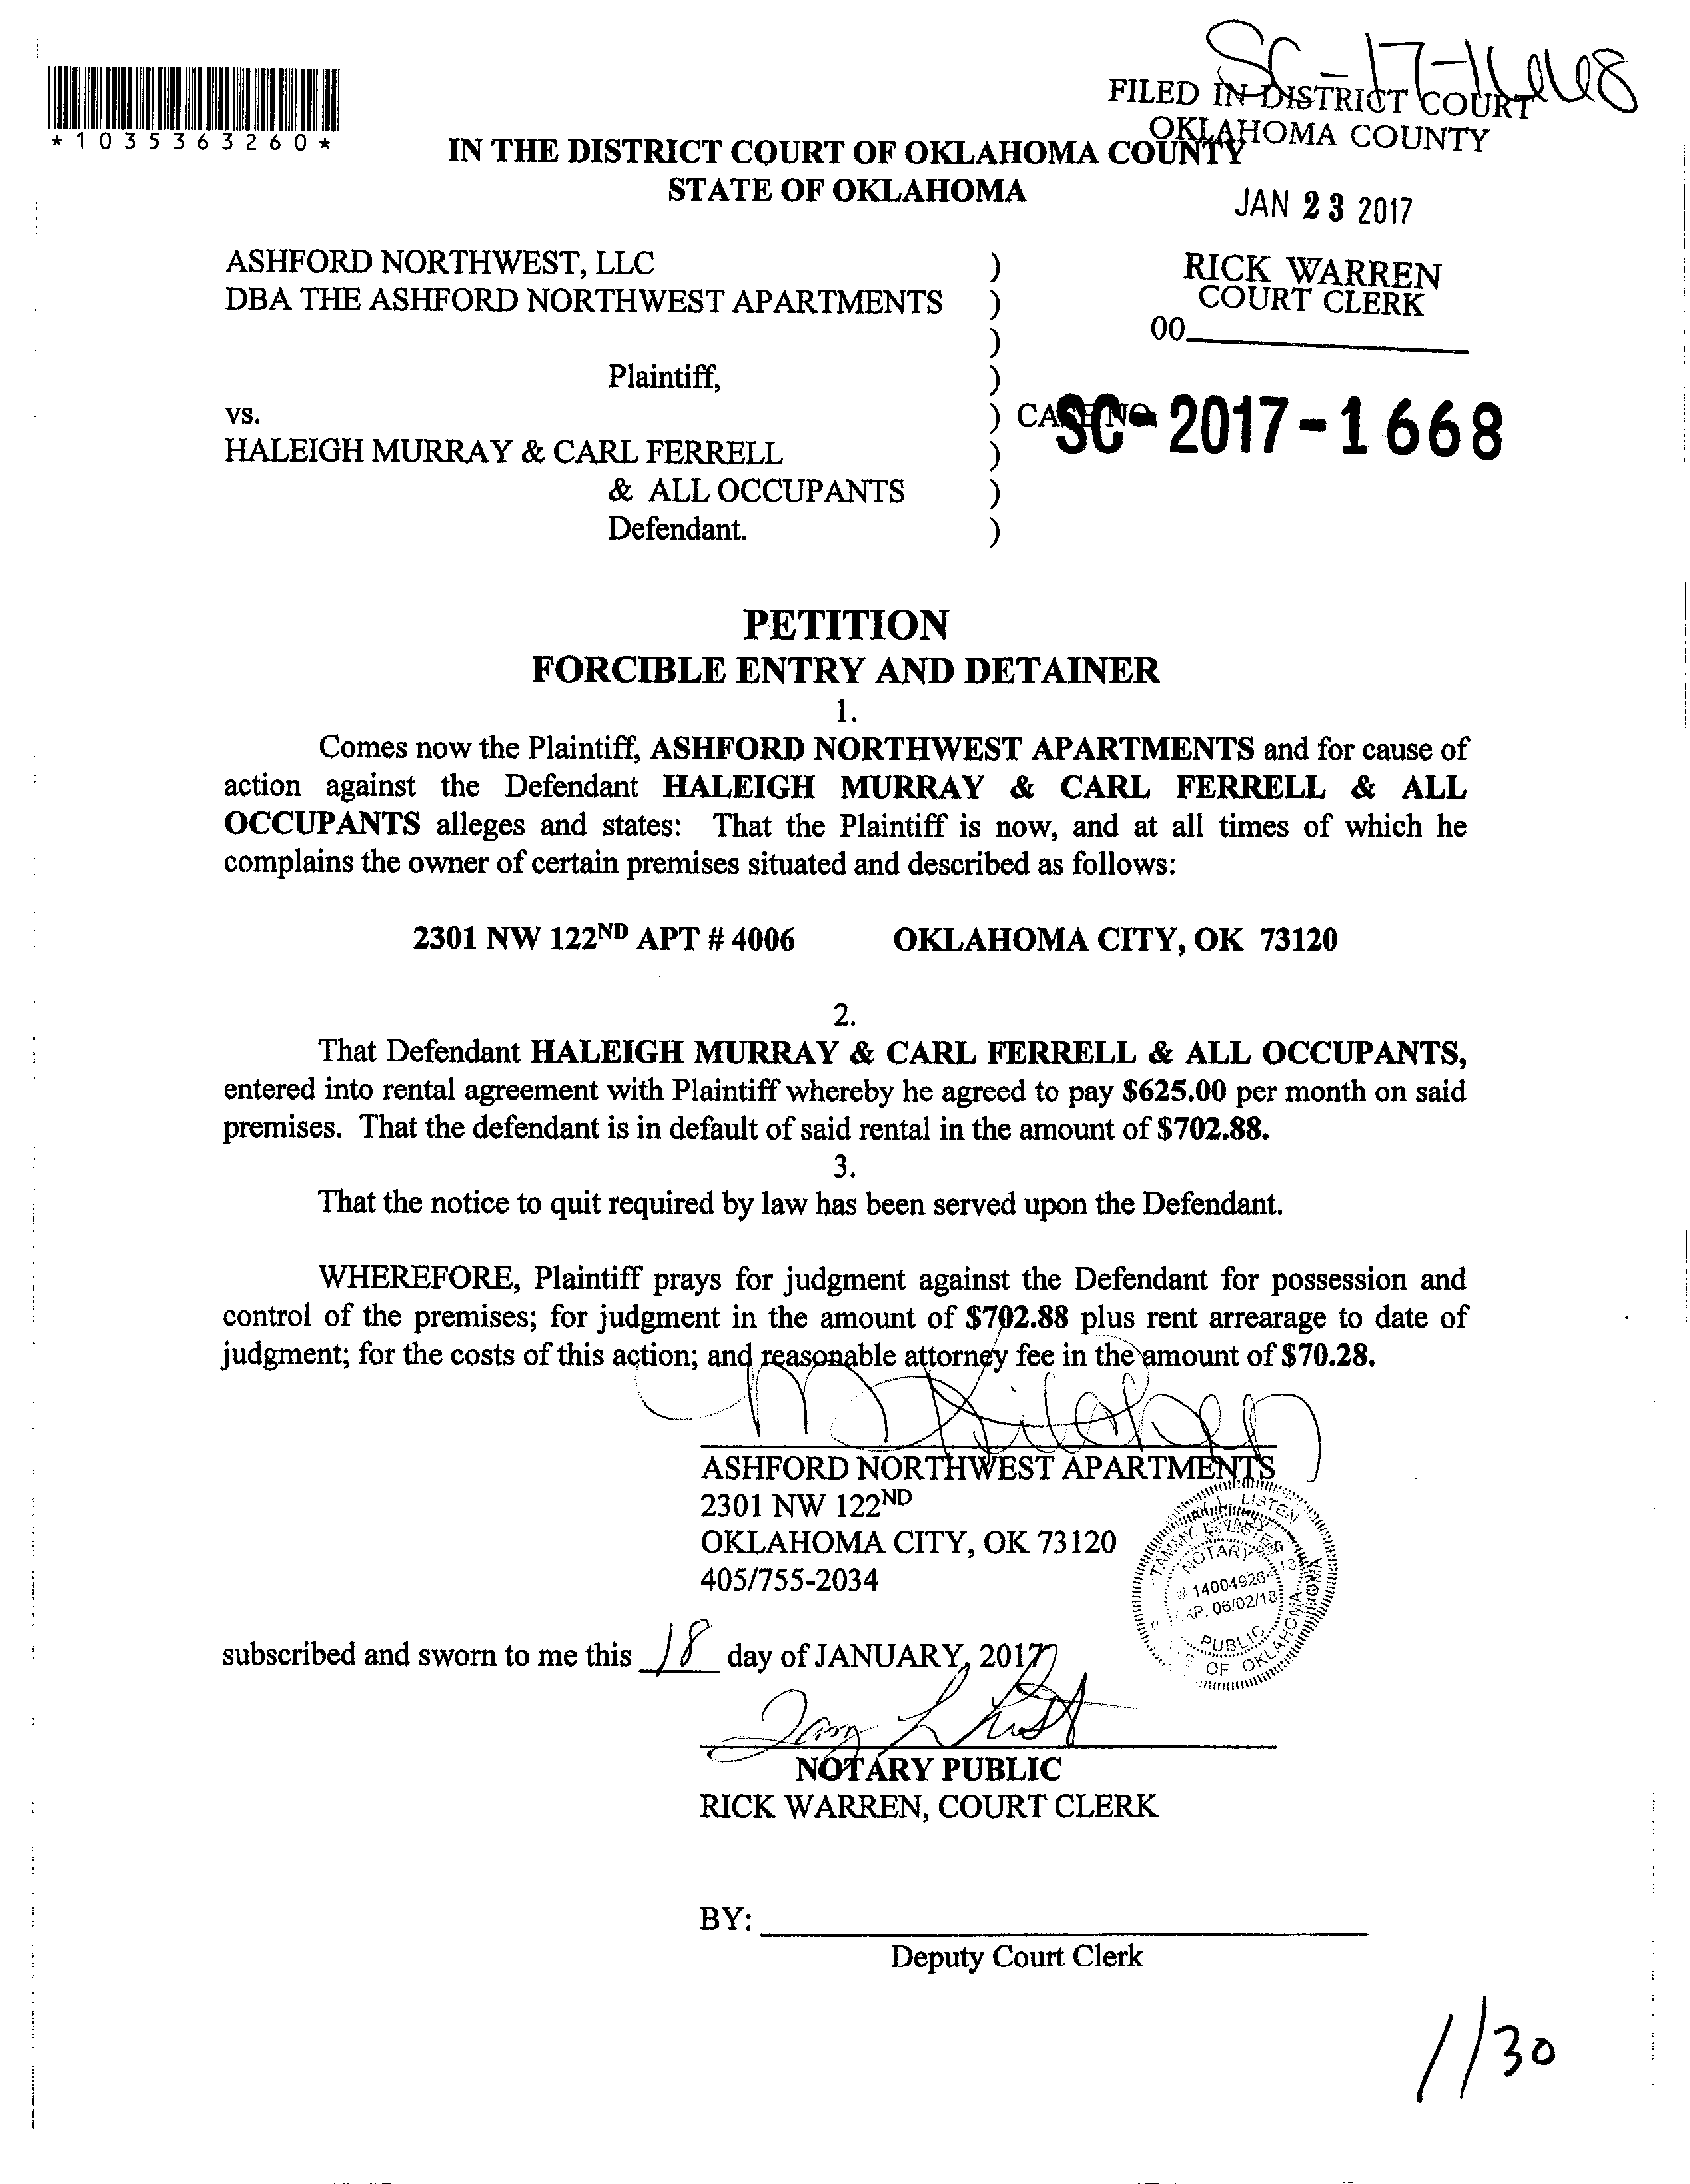 SC-17-1668
FILED IN DISTRICT COURT
OKLAHOMA COUNTY
*1035363260*
IN THE DISTRICT COURT OF OKLAHOMA COUNTY
STATE OF OKLAHOMA
JAN 23 2017
ASHFORD NORTHWEST, LLC )
DBA THE ASHFORD NORTHWEST APARTMENTS )
)
RICK WARREN
COURT CLERK
00
Plaintiff, )
vs. ) CASE NO.
SC-2017-1668
HALEIGH MURRAY & CARL FERRELL )
& ALL OCCUPANTS )
Defendant. )
PETITION
FORCIBLE ENTRY AND DETAINER
1.
Comes now the Plaintiff, ASHFORD NORTHWEST APARTMENTS and for cause of
action against the Defendant HALEIGH MURRAY & CARL FERRELL & ALL
OCCUPANTS alleges and states: That the Plaintiff is now, and at all times of which he
complains the owner of certain premises situated and described as follows:
2301 NW 122ND APT # 4006 OKLAHOMA CITY, OK 73120
2.
That Defendant HALEIGH MURRAY & CARL FERRELL & ALL OCCUPANTS,
entered into rental agreement with Plaintiff whereby he agreed to pay $625.00 per month on said
premises. That the defendant is in default of said rental in the amount of $702.88.
3.
That the notice to quit required by law has been served upon the Defendant.
WHEREFORE, Plaintiff prays for judgment against the Defendant for possession and
control of the premises; for judgment in the amount of $702.88 plus rent arrearage to date of
judgment; for the costs of this action; and reasonable attorney fee in the amount of $70.28.
ASHFORD NORTHWEST APARTMENTS
2301 NW 122ND
OKLAHOMA CITY, OK 73120
405/755-2034
TAMMY L LISTEN
NOTARY
# 14004920
EXP. 06/02/18
PUBLIC
OF OKLAHOMA
subscribed and sworn to me this 18 day of JANUARY, 2017
NOTARY PUBLIC
RICK WARREN, COURT CLERK
BY:
Deputy Court Clerk
1/30